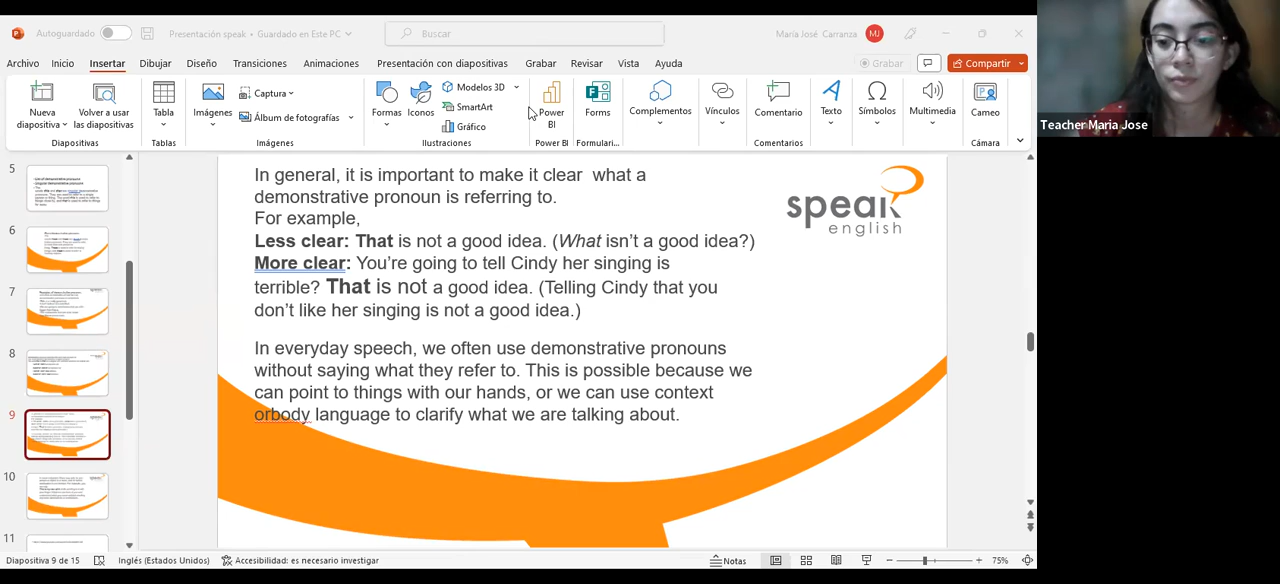 Autoguardado
Presentación speak • Guardado en Este PC
Buscar
María José Carranza
MJ
Archivo Inicio Insertar Dibujar Diseño Transiciones Animaciones Presentación con diapositivas Grabar Revisar Vista Ayuda
Grabar
Compartir
Nueva diapositiva
Volver a usar las diapositivas
Tabla
Imágenes
Captura
Álbum de fotografías
Formas
Iconos
Modelos 3D
SmartArt
Gráfico
Power BI
Forms
Complementos
Vínculos
Comentario
Texto
Símbolos
Multimedia
Cameo
Diapositivas
Tablas
Imágenes
Ilustraciones
Power BI
Formulari...
Comentarios
Cámara
Teacher Maria Jose
5
6
7
8
9
10
11
In general, it is important to make it clear what a
demonstrative pronoun is referring to.
For example,
Less clear: That is not a good idea. (What isn't a good idea?)
More clear: You're going to tell Cindy her singing is
terrible? That is not a good idea. (Telling Cindy that you
don't like her singing is not a good idea.)
In everyday speech, we often use demonstrative pronouns
without saying what they refer to. This is possible because we
can point to things with our hands, or we can use context
orbody language to clarify what we are talking about.
speak
english
Diapositiva 9 de 15
Inglés (Estados Unidos)
Accesibilidad: es necesario investigar
Notas
75%